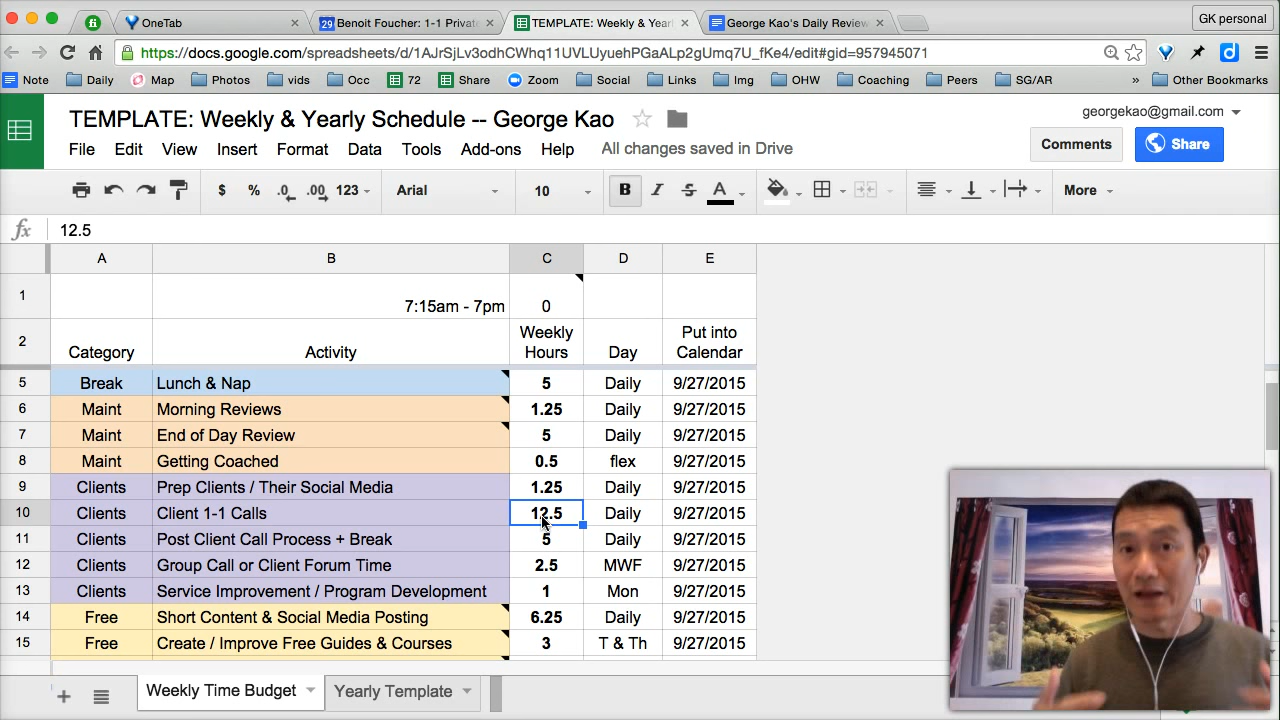 OneTab
29 Benoit Foucher: 1-1 Privat
TEMPLATE: Weekly & Yearl
George Kao's Daily Review
GK personal
https://docs.google.com/spreadsheets/d/1AJrSjLv3odhCWhq11UVLUyuehPGaALp2gUmq7U_fKe4/edit#gid=957945071
Note Daily Map Photos vids Occ 72 Share Zoom Social Links Img OHW Coaching Peers SG/AR » Other Bookmarks
TEMPLATE: Weekly & Yearly Schedule -- George Kao
georgekao@gmail.com
File Edit View Insert Format Data Tools Add-ons Help All changes saved in Drive
Comments Share
$ % .0 .00 123 Arial 10 B I S A More
fx 12.5
A B C D E
1 7:15am - 7pm 0
2 Category Activity Weekly Hours Day Put into Calendar
5 Break Lunch & Nap 5 Daily 9/27/2015
6 Maint Morning Reviews 1.25 Daily 9/27/2015
7 Maint End of Day Review 5 Daily 9/27/2015
8 Maint Getting Coached 0.5 flex 9/27/2015
9 Clients Prep Clients / Their Social Media 1.25 Daily 9/27/2015
10 Clients Client 1-1 Calls 12.5 Daily 9/27/2015
11 Clients Post Client Call Process + Break 5 Daily 9/27/2015
12 Clients Group Call or Client Forum Time 2.5 MWF 9/27/2015
13 Clients Service Improvement / Program Development 1 Mon 9/27/2015
14 Free Short Content & Social Media Posting 6.25 Daily 9/27/2015
15 Free Create / Improve Free Guides & Courses 3 T & Th 9/27/2015
+ Weekly Time Budget Yearly Template